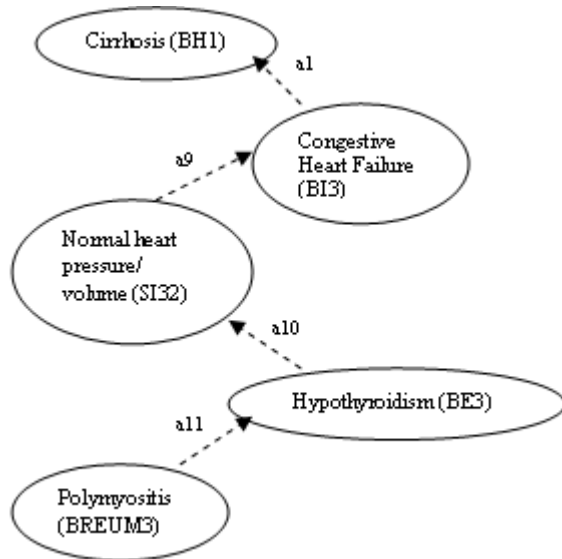 Cirrhosis (BH1)
a1
Congestive
Heart Failure
(BI3)
a9
Normal heart
pressure/
volume (SI32)
a10
Hypothyroidism (BE3)
a11
Polymyositis
(BREUM3)